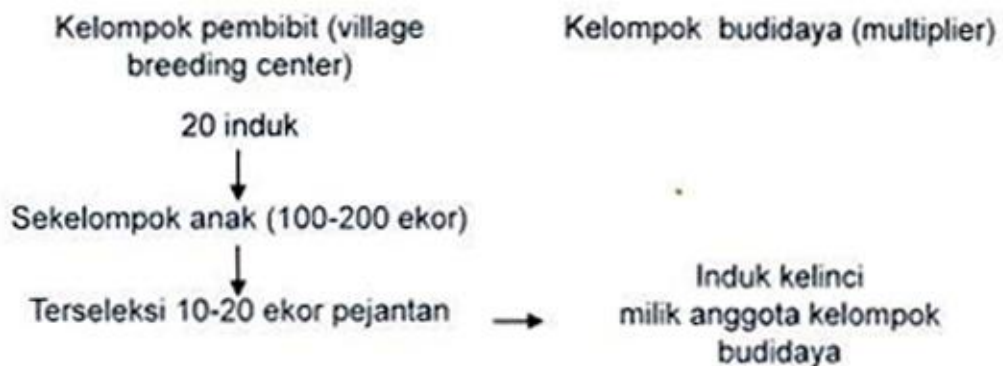 Kelompok pembibit (village
breeding center)
Kelompok budidaya (multiplier)
20 induk
Sekelompok anak (100-200 ekor)
Terseleksi 10-20 ekor pejantan
Induk kelinci
milik anggota kelompok
budidaya